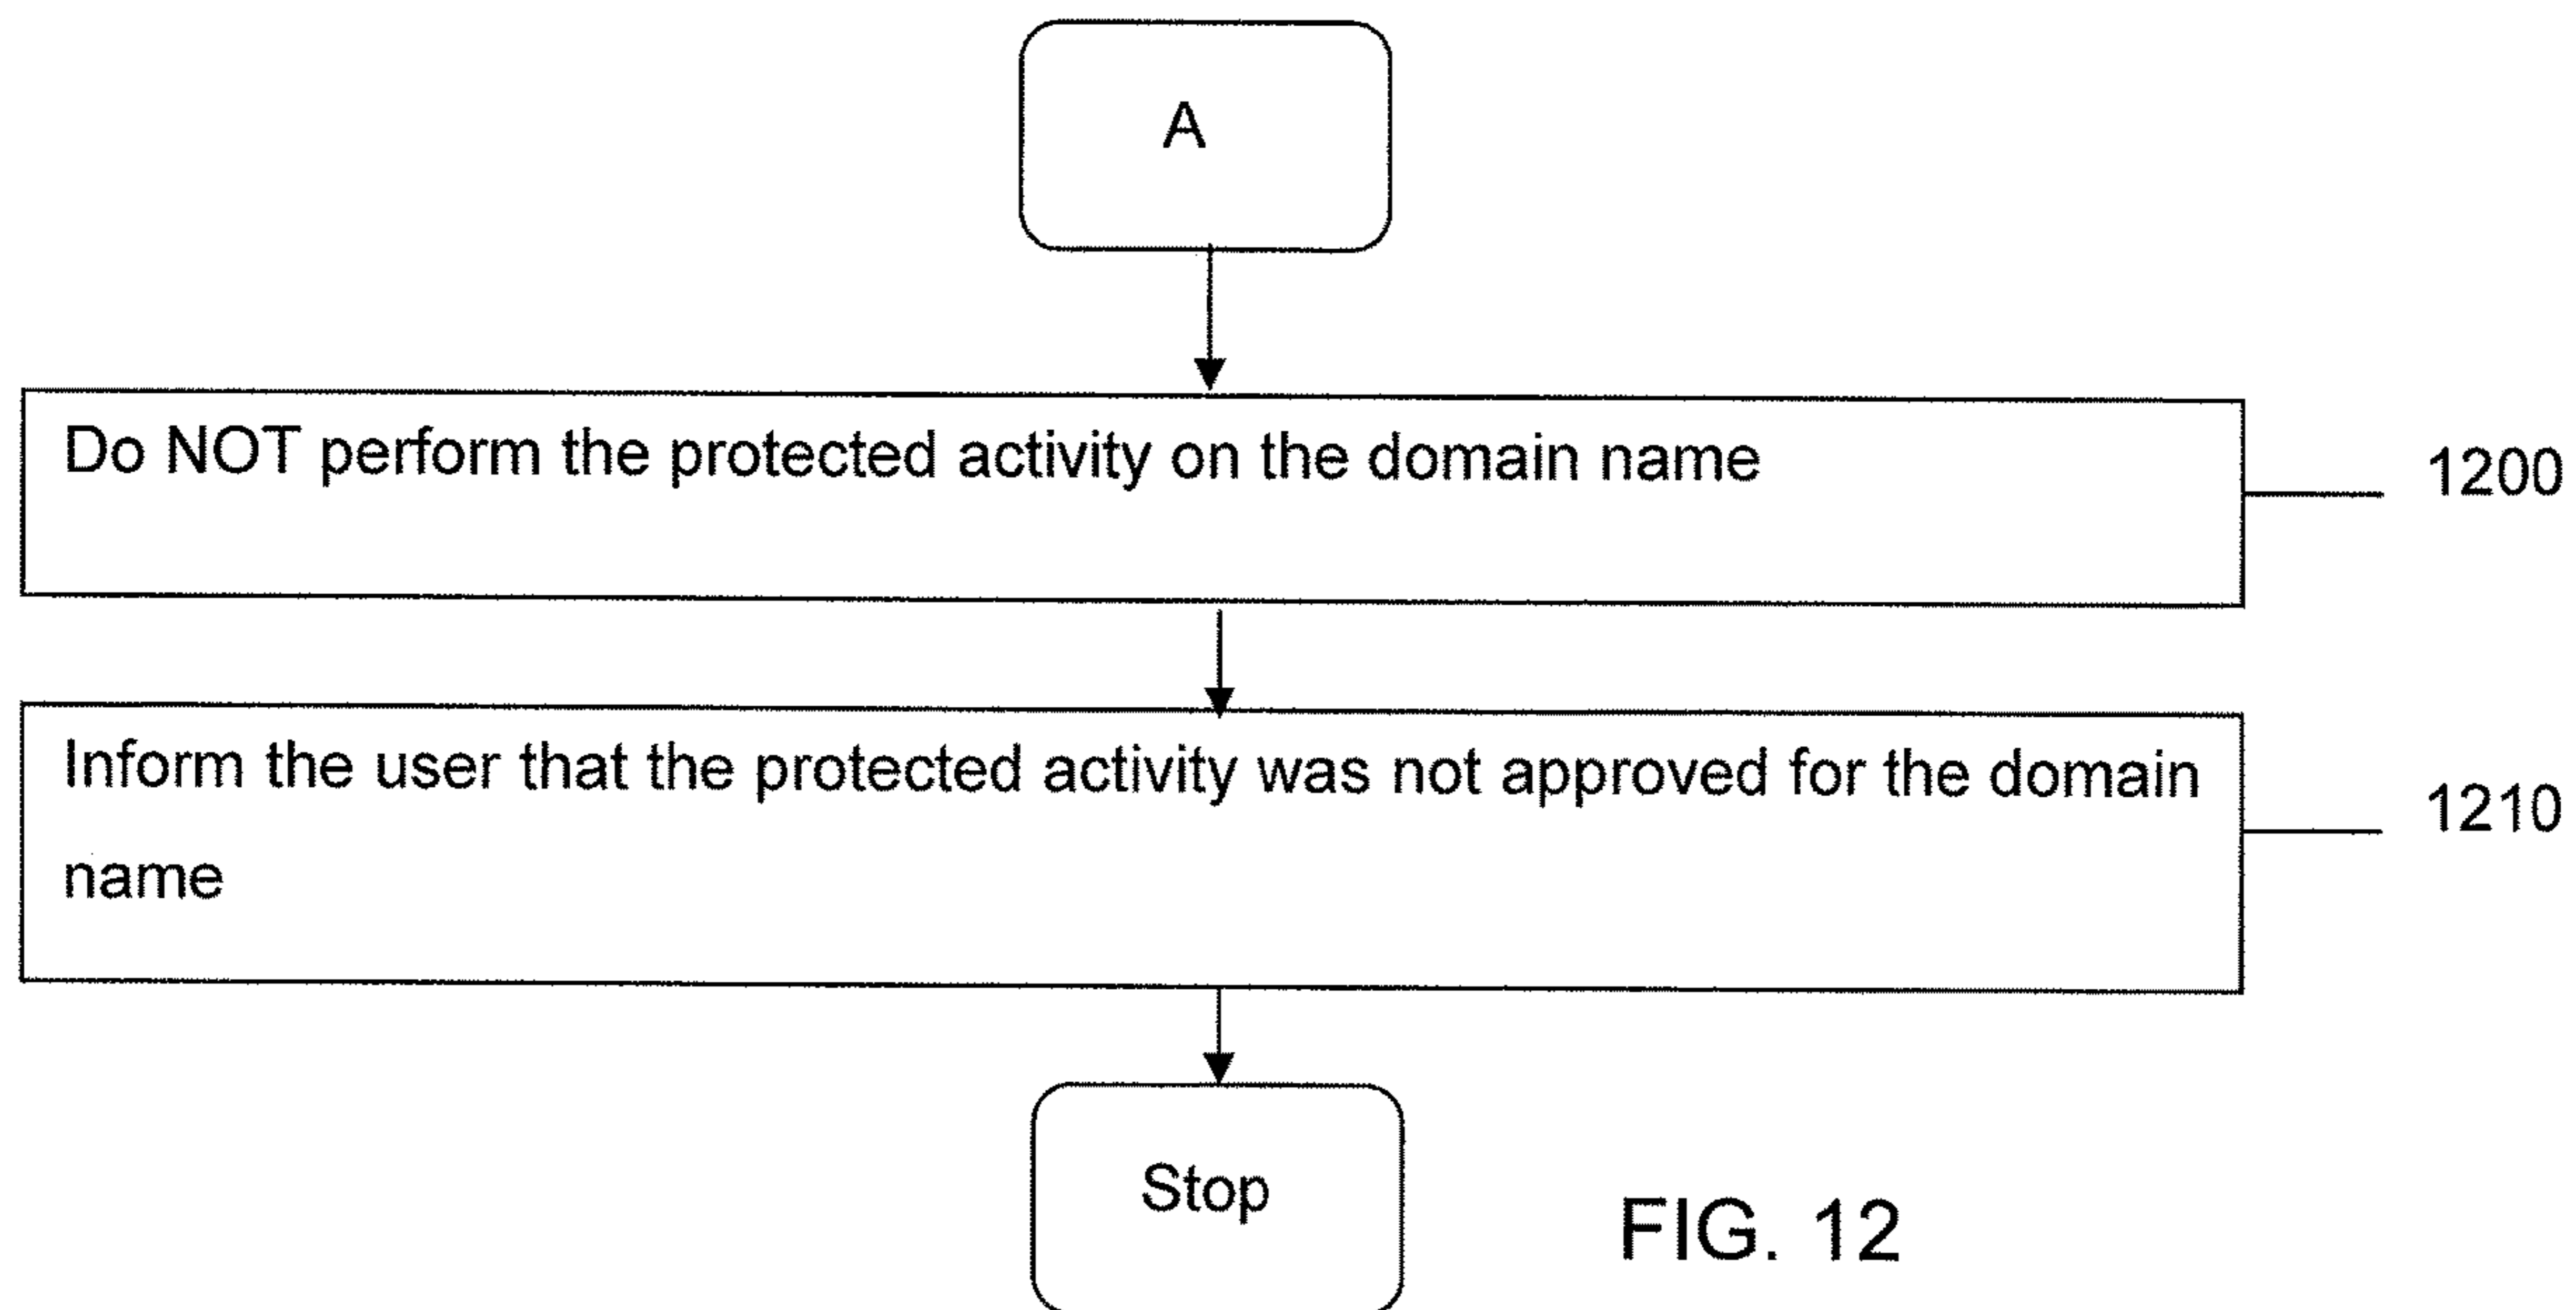 A
Do NOT perform the protected activity on the domain name
1200
Inform the user that the protected activity was not approved for the domain
name
1210
Stop
FIG. 12